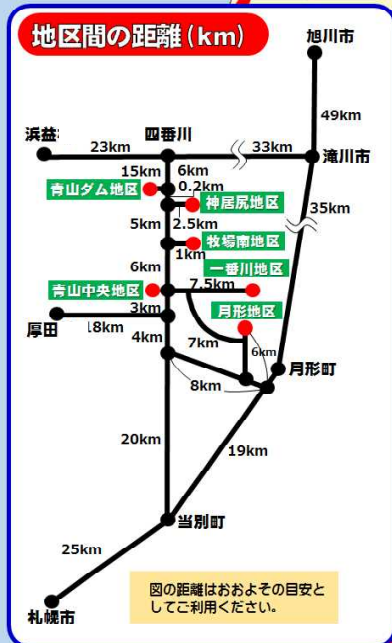 地区間の距離(km)
旭川市
49km
浜益
23km
四番川
33km
滝川市
15km
6km
青山ダム地区
0.2km
神居尻地区
35km
5km
2.5km
牧場南地区
1km
6km
一番川地区
青山中央地区
7.5km
3km
月形地区
厚田
18km
4km
7km
6km
月形町
8km
20km
19km
当別町
25km
札幌市
図の距離はおおよその目安と
してご利用ください。